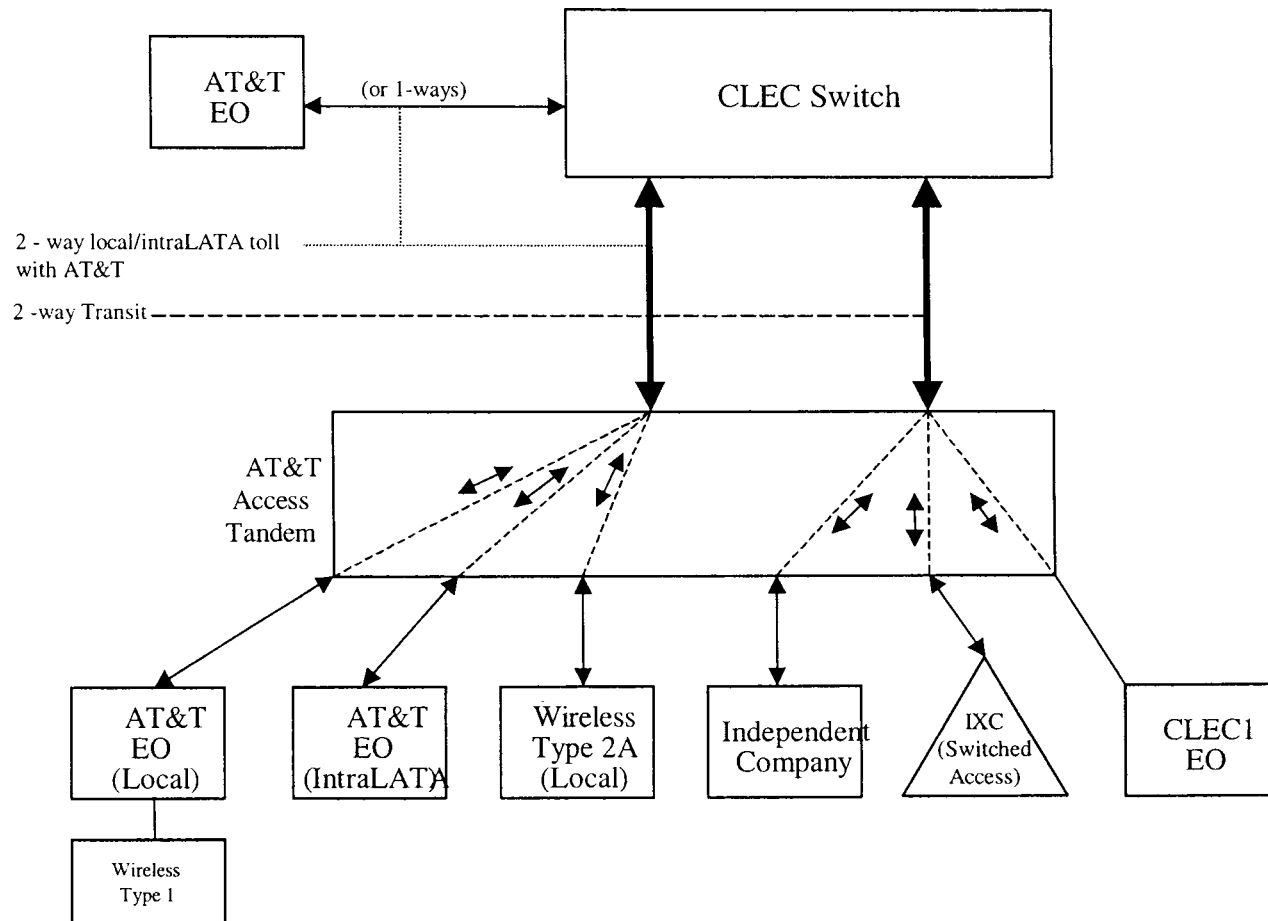 AT&T
EO
(or 1-ways)
CLEC Switch
2 - way local/intraLATA toll
with AT&T
2 -way Transit
AT&T
Access
Tandem
AT&T
EO
(Local)
AT&T
EO
(IntraLATA)
Wireless
Type 2A
(Local)
Independent
Company
IXC
(Switched
Access)
CLEC1
EO
Wireless
Type 1